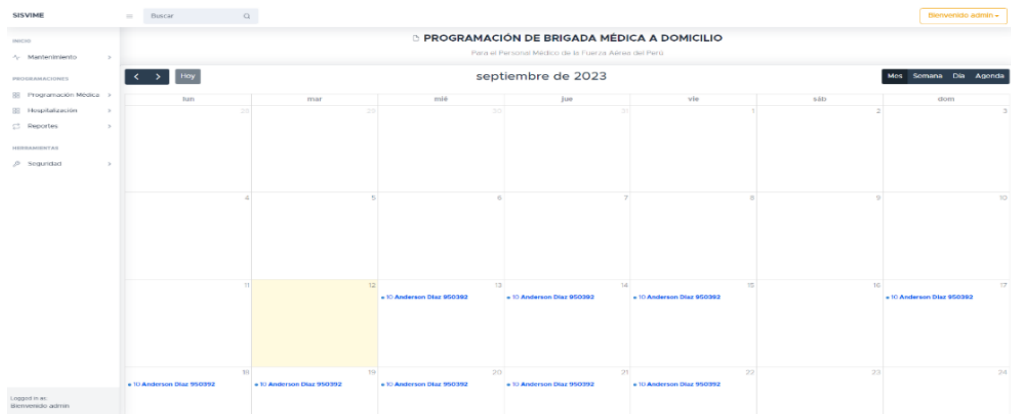 SISVIME
Buscar
Bienvenido admin
INICIO
Mantenimiento
PROGRAMACIONES
Programación Médica
Hospitalización
Reportes
HERRAMIENTAS
Seguridad
Logged in as:
Bienvenido admin
PROGRAMACIÓN DE BRIGADA MÉDICA A DOMICILIO
Para el Personal Médico de la Fuerza Aérea del Perú
Hoy
septiembre de 2023
Mes Semana Día Agenda
lun mar mié jue vie sáb dom
28 29 30 31 1 2 3
4 5 6 7 8 9 10
11 12 13 14 15 16 17
10 Anderson Diaz 950392 10 Anderson Diaz 950392 10 Anderson Diaz 950392 10 Anderson Diaz 950392
18 19 20 21 22 23 24
10 Anderson Diaz 950392 10 Anderson Diaz 950392 10 Anderson Diaz 950392 10 Anderson Diaz 950392 10 Anderson Diaz 950392